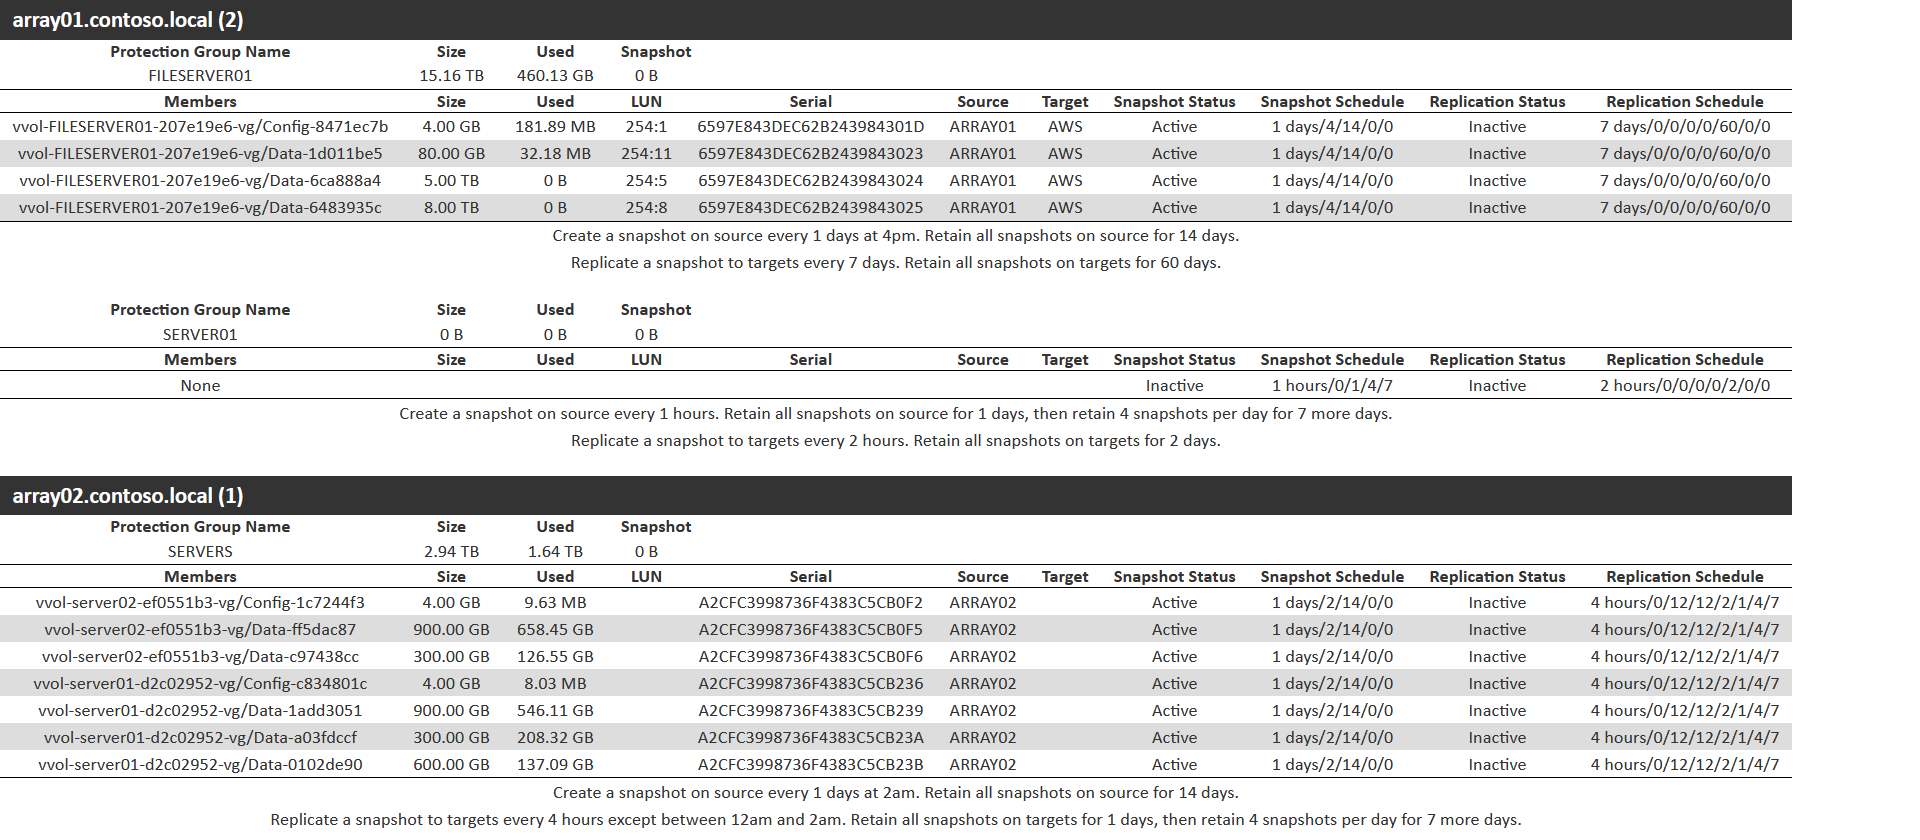 array01.contoso.local (2)
Protection Group Name Size Used Snapshot
FILESERVER01 15.16 TB 460.13 GB 0 B
Members Size Used LUN Serial Source Target Snapshot Status Snapshot Schedule Replication Status Replication Schedule
vvol-FILESERVER01-207e19e6-vg/Config-8471ec7b 4.00 GB 181.89 MB 254:1 6597E843DEC62B243984301D ARRAY01 AWS Active 1 days/4/14/0/0 Inactive 7 days/0/0/0/0/60/0/0
vvol-FILESERVER01-207e19e6-vg/Data-1d011be5 80.00 GB 32.18 MB 254:11 6597E843DEC62B2439843023 ARRAY01 AWS Active 1 days/4/14/0/0 Inactive 7 days/0/0/0/0/60/0/0
vvol-FILESERVER01-207e19e6-vg/Data-6ca888a4 5.00 TB 0 B 254:5 6597E843DEC62B2439843024 ARRAY01 AWS Active 1 days/4/14/0/0 Inactive 7 days/0/0/0/0/60/0/0
vvol-FILESERVER01-207e19e6-vg/Data-6483935c 8.00 TB 0 B 254:8 6597E843DEC62B2439843025 ARRAY01 AWS Active 1 days/4/14/0/0 Inactive 7 days/0/0/0/0/60/0/0
Create a snapshot on source every 1 days at 4pm. Retain all snapshots on source for 14 days.
Replicate a snapshot to targets every 7 days. Retain all snapshots on targets for 60 days.
Protection Group Name Size Used Snapshot
SERVER01 0 B 0 B 0 B
Members Size Used LUN Serial Source Target Snapshot Status Snapshot Schedule Replication Status Replication Schedule
None Inactive 1 hours/0/1/4/7 Inactive 2 hours/0/0/0/0/2/0/0
Create a snapshot on source every 1 hours. Retain all snapshots on source for 1 days, then retain 4 snapshots per day for 7 more days.
Replicate a snapshot to targets every 2 hours. Retain all snapshots on targets for 2 days.
array02.contoso.local (1)
Protection Group Name Size Used Snapshot
SERVERS 2.94 TB 1.64 TB 0 B
Members Size Used LUN Serial Source Target Snapshot Status Snapshot Schedule Replication Status Replication Schedule
vvol-server02-ef0551b3-vg/Config-1c7244f3 4.00 GB 9.63 MB A2CFC3998736F4383C5CB0F2 ARRAY02 Active 1 days/2/14/0/0 Inactive 4 hours/0/12/12/2/1/4/7
vvol-server02-ef0551b3-vg/Data-ff5dac87 900.00 GB 658.45 GB A2CFC3998736F4383C5CB0F5 ARRAY02 Active 1 days/2/14/0/0 Inactive 4 hours/0/12/12/2/1/4/7
vvol-server02-ef0551b3-vg/Data-c97438cc 300.00 GB 126.55 GB A2CFC3998736F4383C5CB0F6 ARRAY02 Active 1 days/2/14/0/0 Inactive 4 hours/0/12/12/2/1/4/7
vvol-server01-d2c02952-vg/Config-c834801c 4.00 GB 8.03 MB A2CFC3998736F4383C5CB236 ARRAY02 Active 1 days/2/14/0/0 Inactive 4 hours/0/12/12/2/1/4/7
vvol-server01-d2c02952-vg/Data-1add3051 900.00 GB 546.11 GB A2CFC3998736F4383C5CB239 ARRAY02 Active 1 days/2/14/0/0 Inactive 4 hours/0/12/12/2/1/4/7
vvol-server01-d2c02952-vg/Data-a03fdccf 300.00 GB 208.32 GB A2CFC3998736F4383C5CB23A ARRAY02 Active 1 days/2/14/0/0 Inactive 4 hours/0/12/12/2/1/4/7
vvol-server01-d2c02952-vg/Data-0102de90 600.00 GB 137.09 GB A2CFC3998736F4383C5CB23B ARRAY02 Active 1 days/2/14/0/0 Inactive 4 hours/0/12/12/2/1/4/7
Create a snapshot on source every 1 days at 2am. Retain all snapshots on source for 14 days.
Replicate a snapshot to targets every 4 hours except between 12am and 2am. Retain all snapshots on targets for 1 days, then retain 4 snapshots per day for 7 more days.